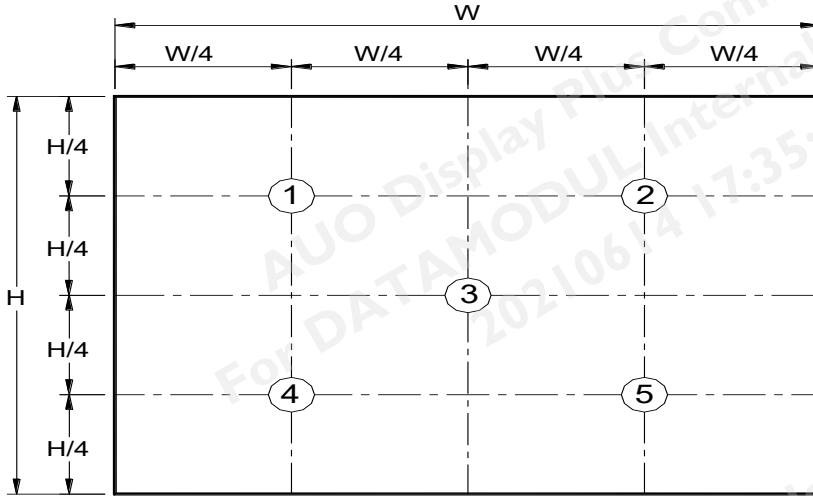 W
W/4 W/4 W/4 W/4
H/4
1 2
H/4
H 3
H/4
4 5
H/4
AUO Display Plus
For DATAMODUL Internal
20210614 17:35: